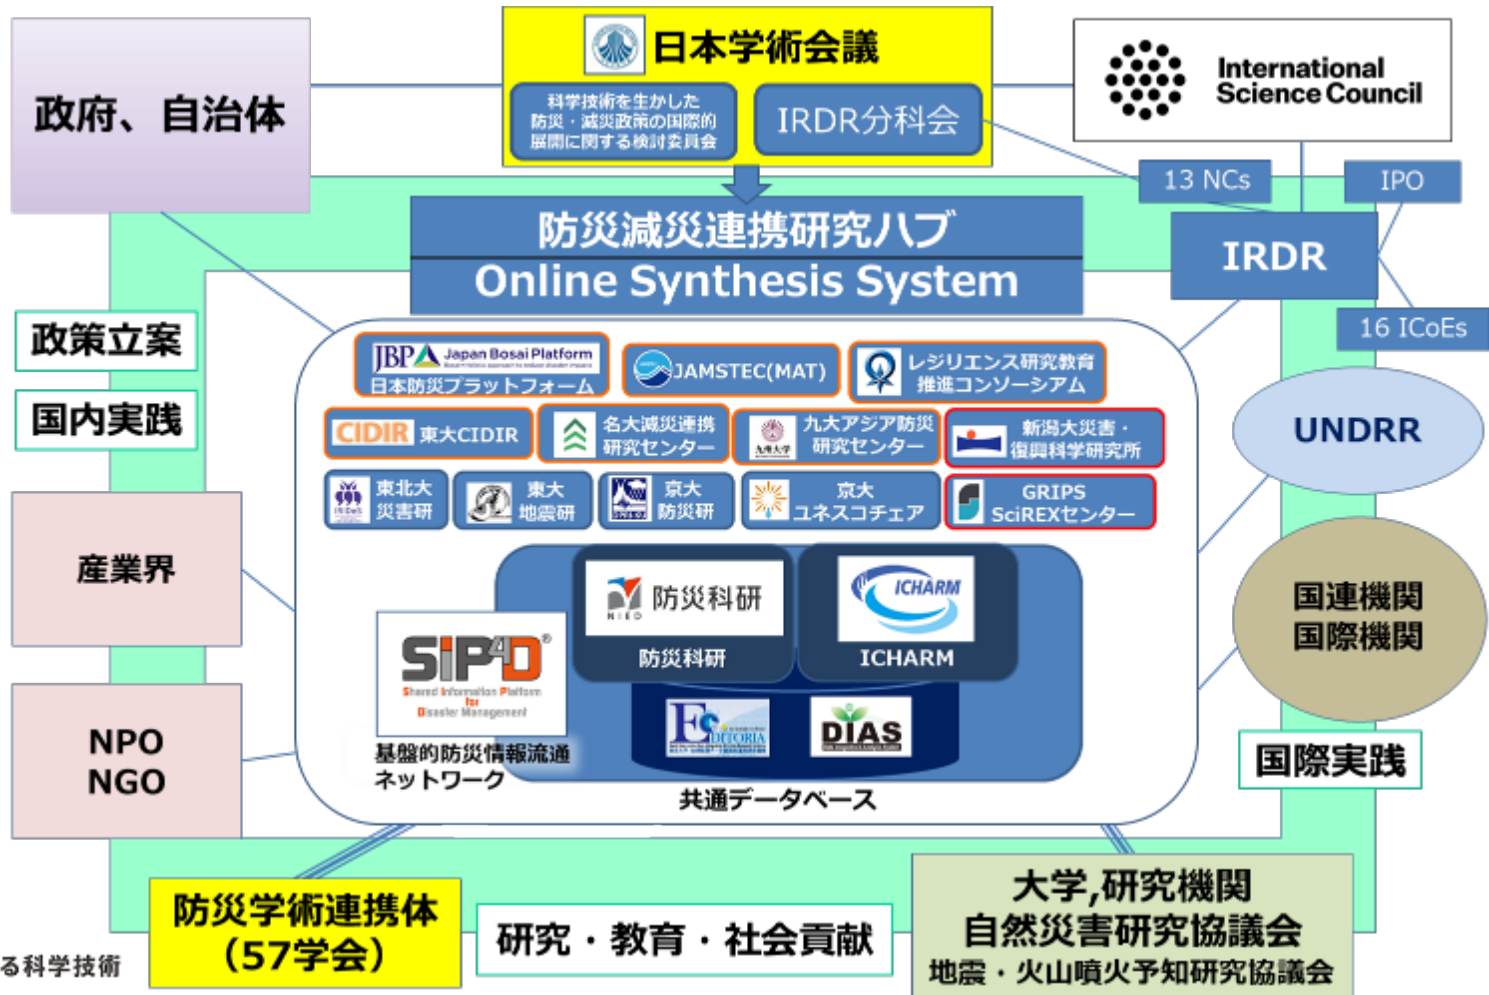 日本学術会議
科学技術を生かした
防災・減災政策の国際的
展開に関する検討委員会
IRDR分科会
政府、自治体
International
Science Council
13 NCs
IPO
IRDR
16 ICoEs
防災減災連携研究ハブ
Online Synthesis System
政策立案
国内実践
JBP Japan Bosai Platform
日本防災プラットフォーム
JAMSTEC(MAT)
レジリエンス研究教育
推進コンソーシアム
CIDIR 東大CIDIR
名大減災連携
研究センター
九州大学
九大アジア防災
研究センター
新潟大災害・
復興科学研究所
東北大
災害研
東大
地震研
京大
防災研
京大
ユネスコチェア
GRIPS
SciREXセンター
UNDRR
産業界
NIED 防災科研
防災科研
ICHARM
ICHARM
国連機関
国際機関
SiP4D®
Shared Information Platform
for
Disaster Management
基盤的防災情報流通
ネットワーク
EDITORIA
DIAS
共通データベース
NPO
NGO
国際実践
防災学術連携体
(57学会)
研究・教育・社会貢献
大学,研究機関
自然災害研究協議会
地震・火山噴火予知研究協議会
る科学技術